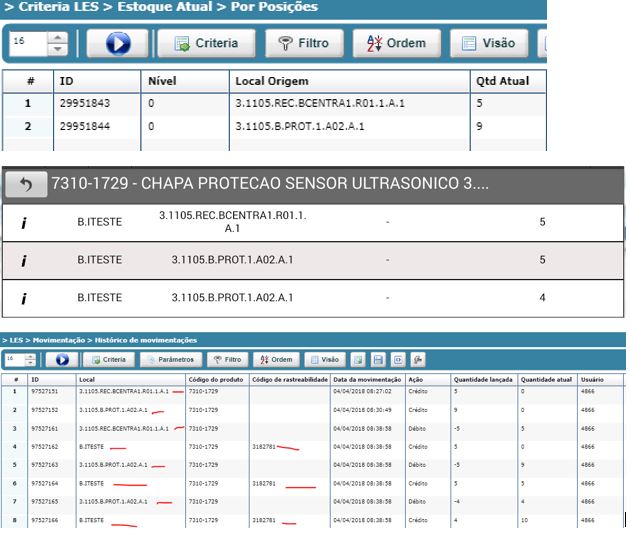 > Criteria LES > Estoque Atual > Por Posições
16 Criteria Filtro Ordem Visão
# ID Nível Local Origem Qtd Atual
1 29951843 0 3.1105.REC.BCENTRA1.R01.1.A.1 5
2 29951844 0 3.1105.B.PROT.1.A02.A.1 9
7310-1729 - CHAPA PROTECAO SENSOR ULTRASONICO 3....
i B.ITESTE 3.1105.REC.BCENTRA1.R01.1. - 5
A.1
i B.ITESTE 3.1105.B.PROT.1.A02.A.1 - 5
i B.ITESTE 3.1105.B.PROT.1.A02.A.1 - 4
> LES > Movimentação > Histórico de movimentações
16 Criteria Parâmetros Filtro Ordem Visão
# ID Local Código do produto Código de rastreabilidade Data da movimentação Ação Quantidade lançada Quantidade atual Usuário
1 97527151 3.1105.REC.BCENTRA1.R01.1.A.1 7310-1729 04/04/2018 08:27:02 Crédito 5 0 4866
2 97527152 3.1105.B.PROT.1.A02.A.1 7310-1729 04/04/2018 08:30:49 Crédito 9 0 4866
3 97527161 3.1105.REC.BCENTRA1.R01.1.A.1 7310-1729 04/04/2018 08:38:58 Débito -5 5 4866
4 97527162 B.ITESTE 7310-1729 3182781 04/04/2018 08:38:58 Crédito 5 0 4866
5 97527163 3.1105.B.PROT.1.A02.A.1 7310-1729 04/04/2018 08:38:58 Débito -5 9 4866
6 97527164 B.ITESTE 7310-1729 3182781 04/04/2018 08:38:58 Crédito 5 5 4866
7 97527165 3.1105.B.PROT.1.A02.A.1 7310-1729 04/04/2018 08:38:58 Débito -4 4 4866
8 97527166 B.ITESTE 7310-1729 3182781 04/04/2018 08:38:58 Crédito 4 10 4866